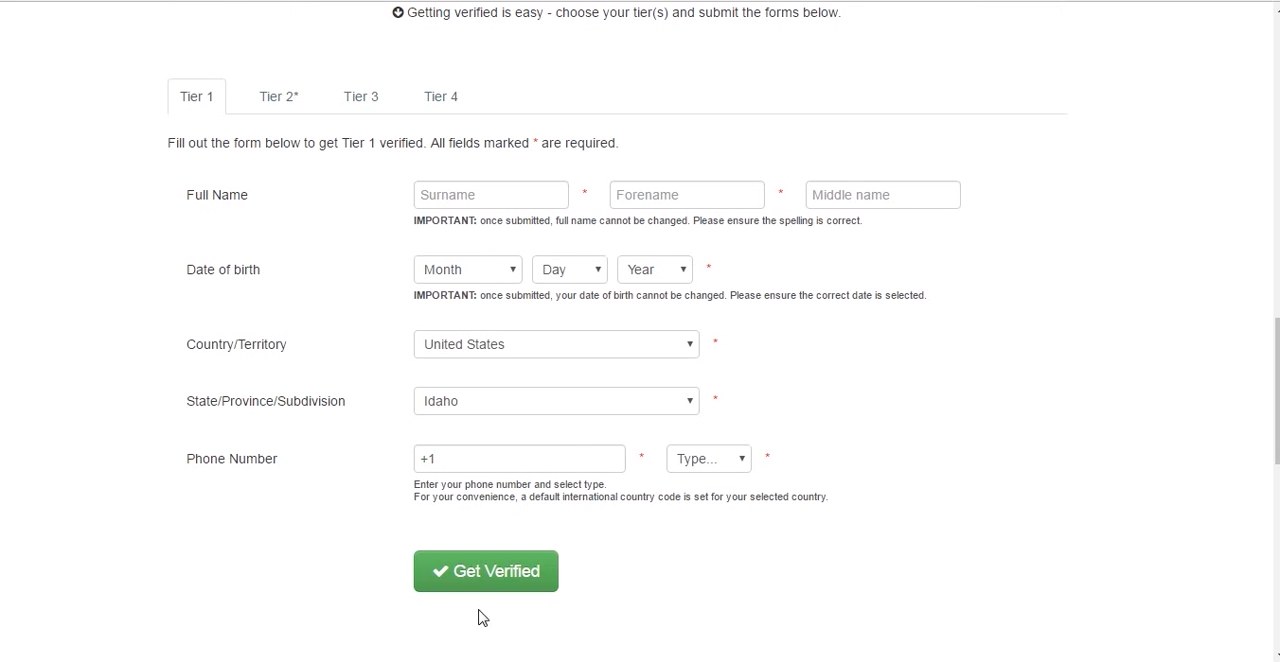 Getting verified is easy - choose your tier(s) and submit the forms below.
Tier 1 Tier 2* Tier 3 Tier 4
Fill out the form below to get Tier 1 verified. All fields marked * are required.
Full Name Surname * Forename * Middle name
IMPORTANT: once submitted, full name cannot be changed. Please ensure the spelling is correct.
Date of birth Month Day Year *
IMPORTANT: once submitted, your date of birth cannot be changed. Please ensure the correct date is selected.
Country/Territory United States *
State/Province/Subdivision Idaho *
Phone Number +1 * Type... *
Enter your phone number and select type.
For your convenience, a default international country code is set for your selected country.
Get Verified